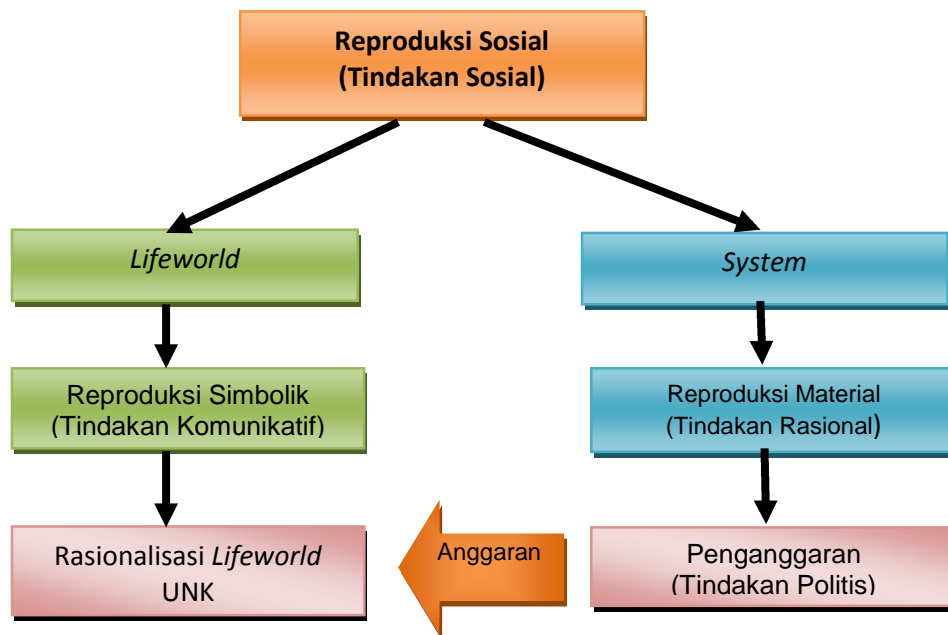 Reproduksi Sosial
(Tindakan Sosial)
Lifeworld
System
Reproduksi Simbolik
(Tindakan Komunikatif)
Reproduksi Material
(Tindakan Rasional)
Rasionalisasi Lifeworld
UNK
Anggaran
Penganggaran
(Tindakan Politis)